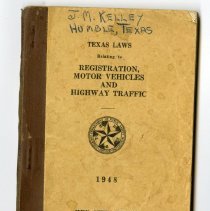 J. M. KELLEY
HUMBLE, TEXAS
TEXAS LAWS
Relating to
REGISTRATION,
MOTOR VEHICLES
AND
HIGHWAY TRAFFIC
1948